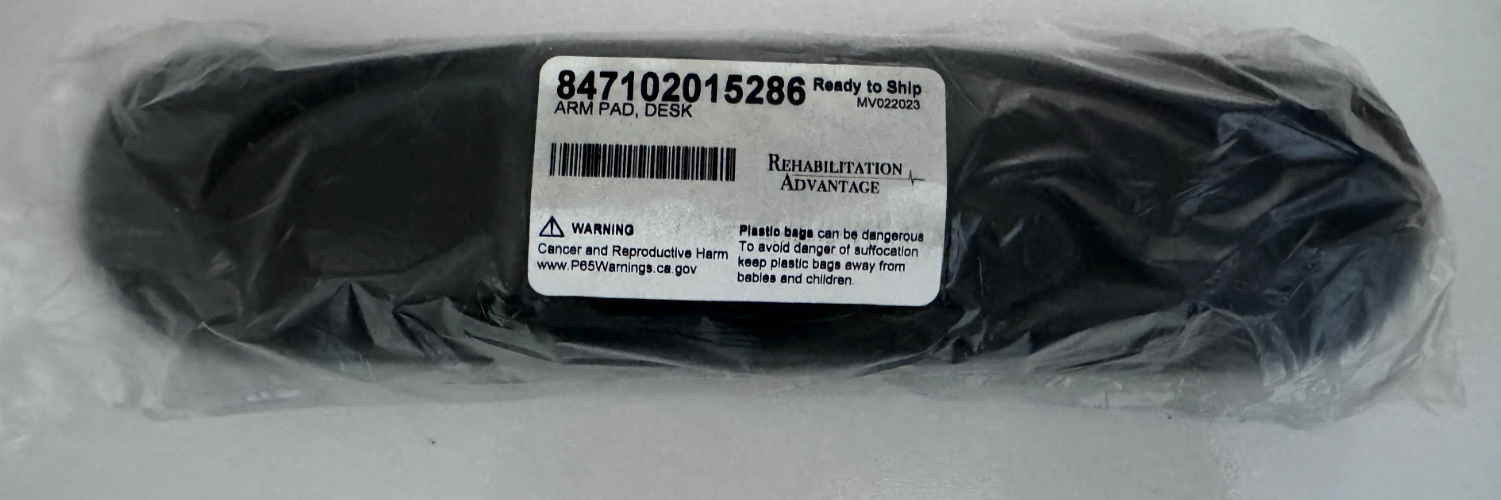 847102015286 Ready to Ship
MV022023
ARM PAD, DESK
REHABILITATION
ADVANTAGE
WARNING
Cancer and Reproductive Harm
www.P65Warnings.ca.gov
Plastic bags can be dangerous
To avoid danger of suffocation
keep plastic bags away from
babies and children.